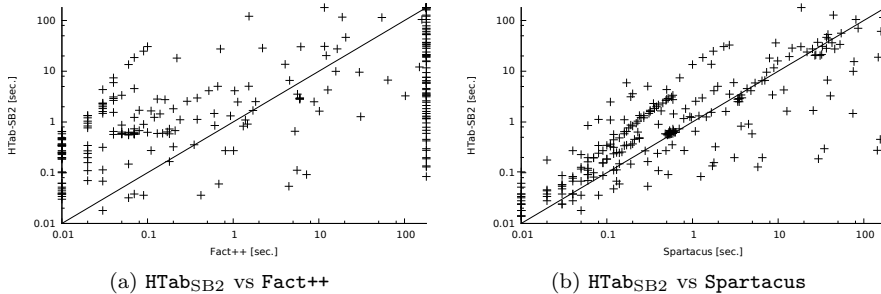 100
10
1
0.1
0.01
HTab-SB2 [sec.]
0.01 0.1 1 10 100
Fact++ [sec.]
100
10
1
0.1
0.01
HTab-SB2 [sec.]
0.01 0.1 1 10 100
Spartacus [sec.]
(a) HTabSB2 vs Fact++
(b) HTabSB2 vs Spartacus